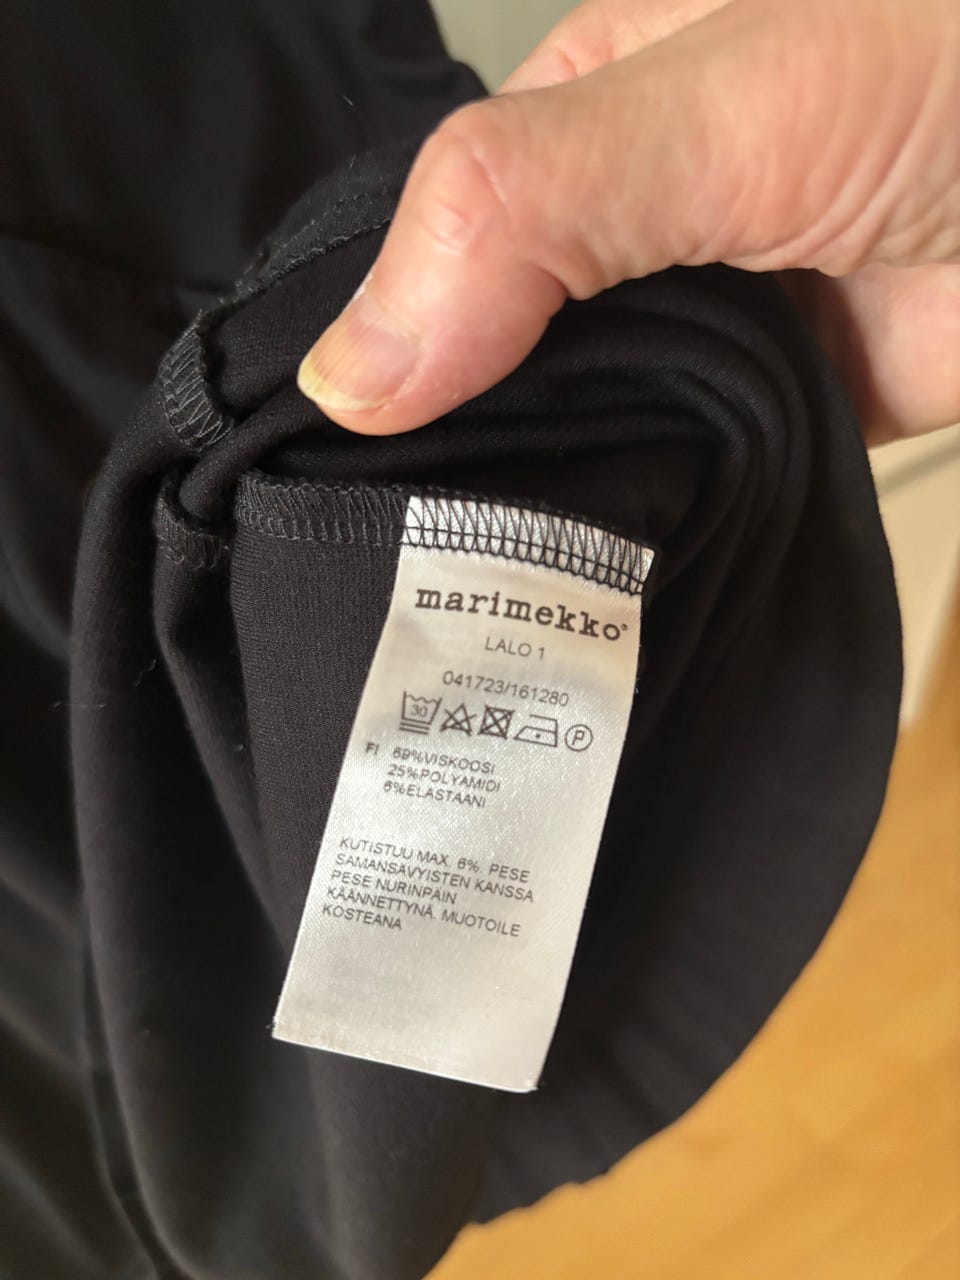 marimekko®
LALO 1
041723/161280
30 P
FI 69%VISKOOSI
25%POLYAMIDI
6%ELASTAANI
KUTISTUU MAX. 6%. PESE
SAMANSÄVYISTEN KANSSA
PESE NURINPÄIN
KÄÄNNETTYNÄ. MUOTOILE
KOSTEANA